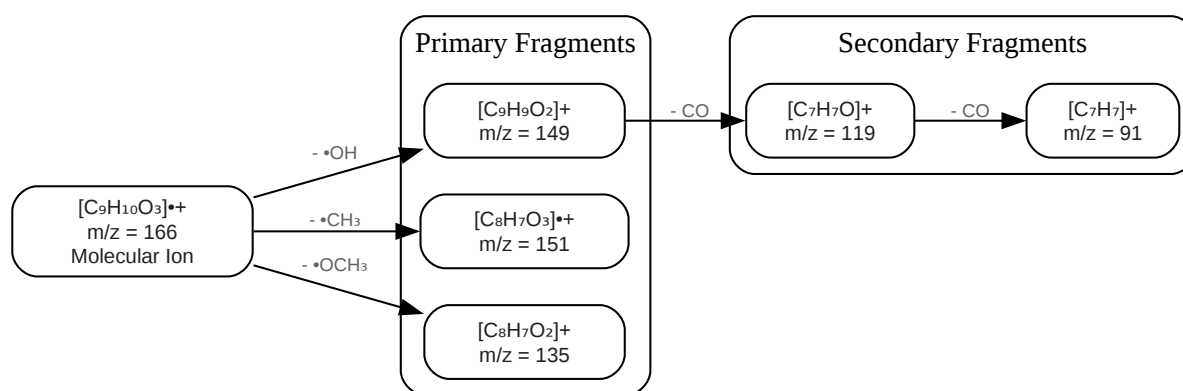 Primary Fragments
Secondary Fragments
[C₉H₉O₂]+
m/z = 149
- CO
[C₇H₇O]+
m/z = 119
- CO
[C₇H₇]+
m/z = 91
- •OH
[C₉H₁₀O₃]•+
m/z = 166
Molecular Ion
- •CH₃
[C₈H₇O₃]•+
m/z = 151
- •OCH₃
[C₈H₇O₂]+
m/z = 135